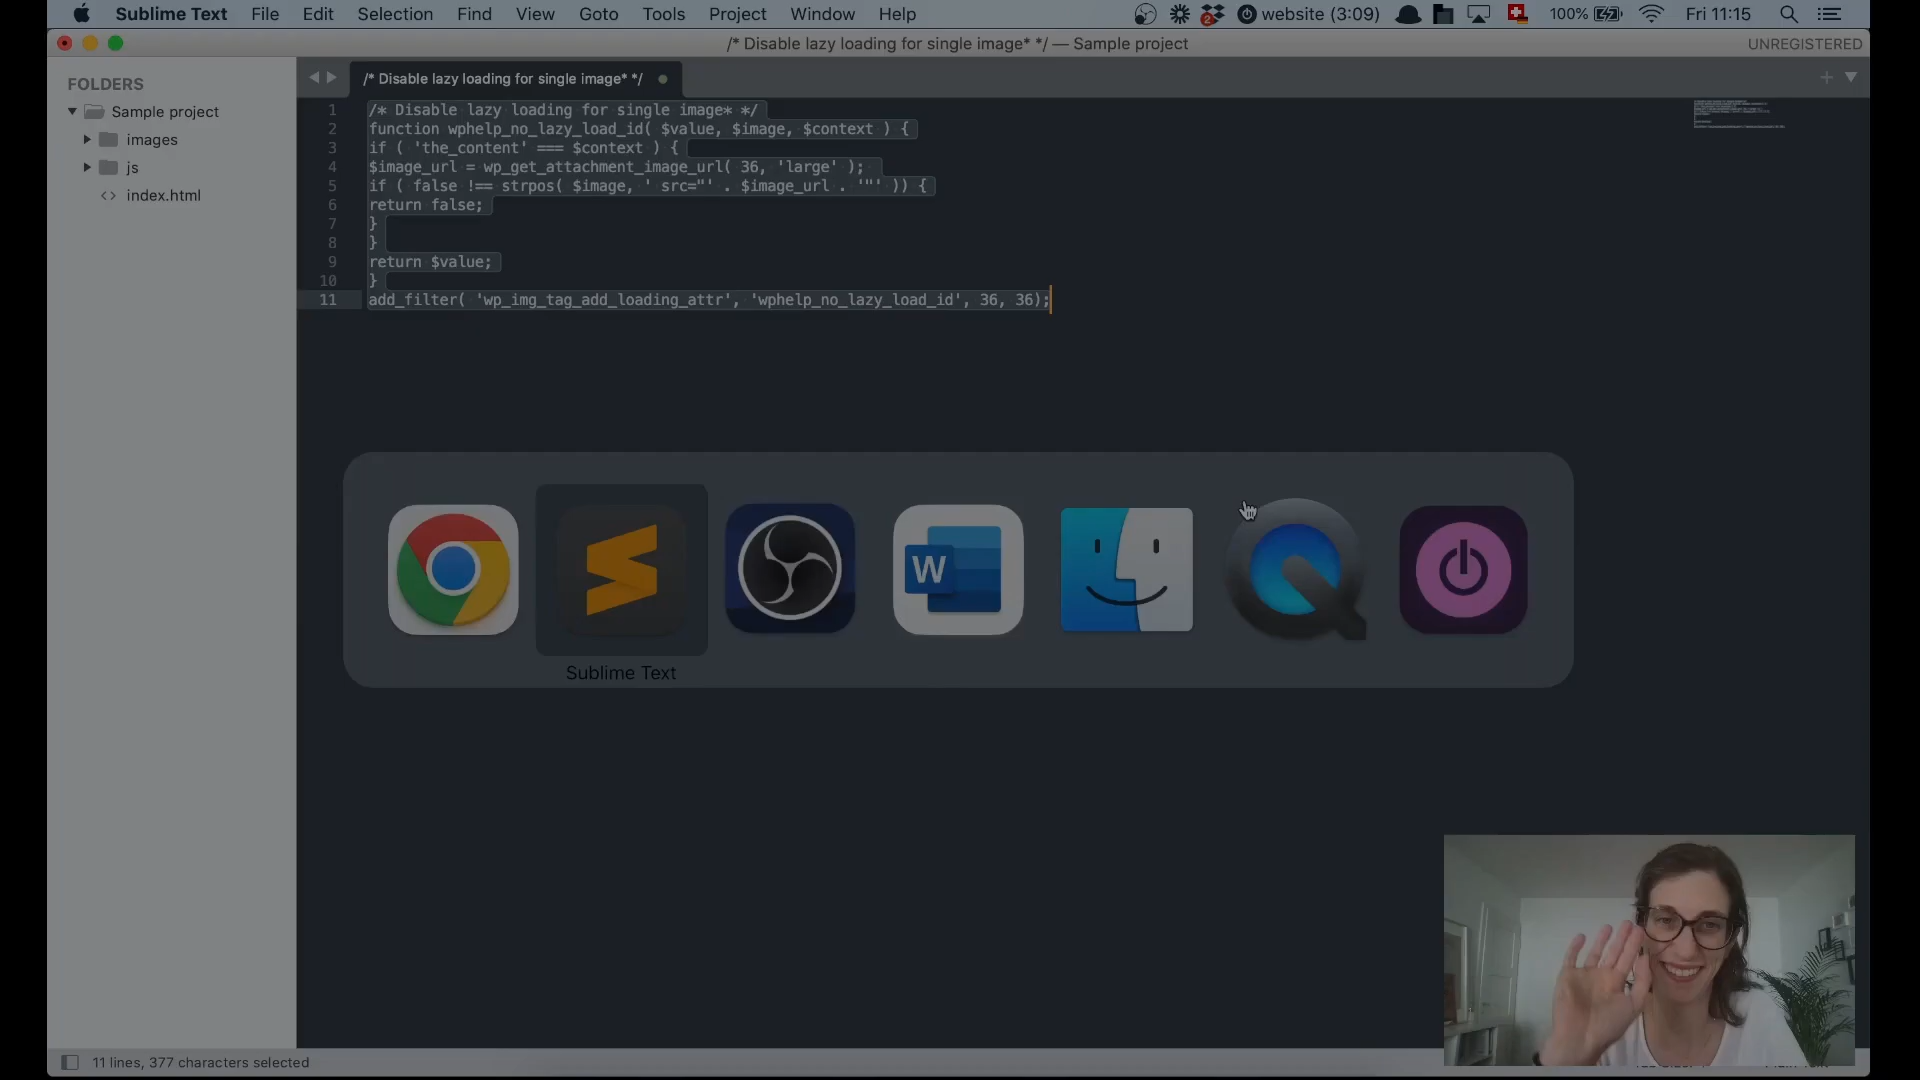 Sublime Text File Edit Selection Find View Goto Tools Project Window Help 2 website (3:09) 100% Fri 11:15
/* Disable lazy loading for single image* */ — Sample project UNREGISTERED
FOLDERS
Sample project
images
js
<> index.html
/* Disable lazy loading for single image* */
1 /* Disable lazy loading for single image* */
2 function wphelp_no_lazy_load_id( $value, $image, $context ) {
3 if ( 'the_content' === $context ) {
4 $image_url = wp_get_attachment_image_url( 36, 'large' );
5 if ( false !== strpos( $image, ' src="' . $image_url . '"' )) {
6 return false;
7 }
8 }
9 return $value;
10 }
11 add_filter( 'wp_img_tag_add_loading_attr', 'wphelp_no_lazy_load_id', 36, 36);
W
Sublime Text
11 lines, 377 characters selected